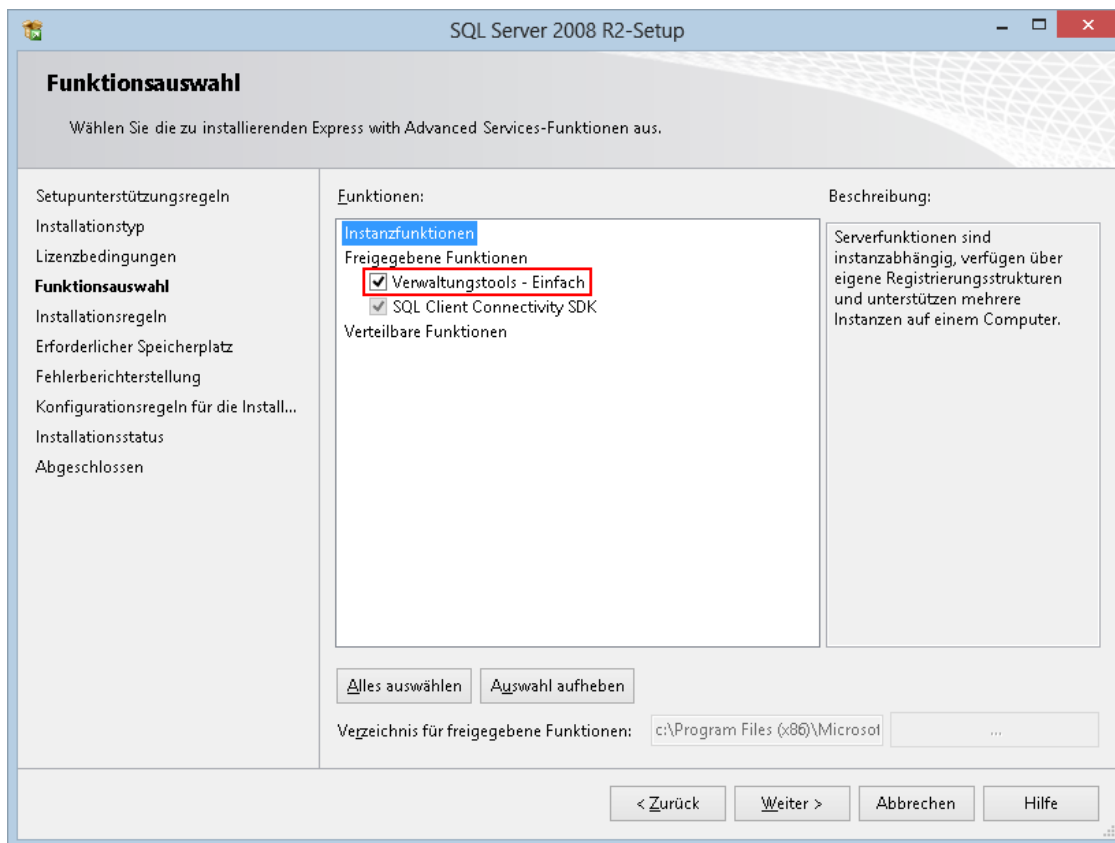 SQL Server 2008 R2-Setup
Funktionsauswahl
Wählen Sie die zu installierenden Express with Advanced Services-Funktionen aus.
Setupunterstützungsregeln
Installationstyp
Lizenzbedingungen
Funktionsauswahl
Installationsregeln
Erforderlicher Speicherplatz
Fehlerberichterstellung
Konfigurationsregeln für die Install...
Installationsstatus
Abgeschlossen
Funktionen:
Instanzfunktionen
Freigegebene Funktionen
Verwaltungstools - Einfach
SQL Client Connectivity SDK
Verteilbare Funktionen
Beschreibung:
Serverfunktionen sind
instanzabhängig, verfügen über
eigene Registrierungsstrukturen
und unterstützen mehrere
Instanzen auf einem Computer.
Alles auswählen
Auswahl aufheben
Verzeichnis für freigegebene Funktionen:
c:\Program Files (x86)\Microsof
...
< Zurück
Weiter >
Abbrechen
Hilfe